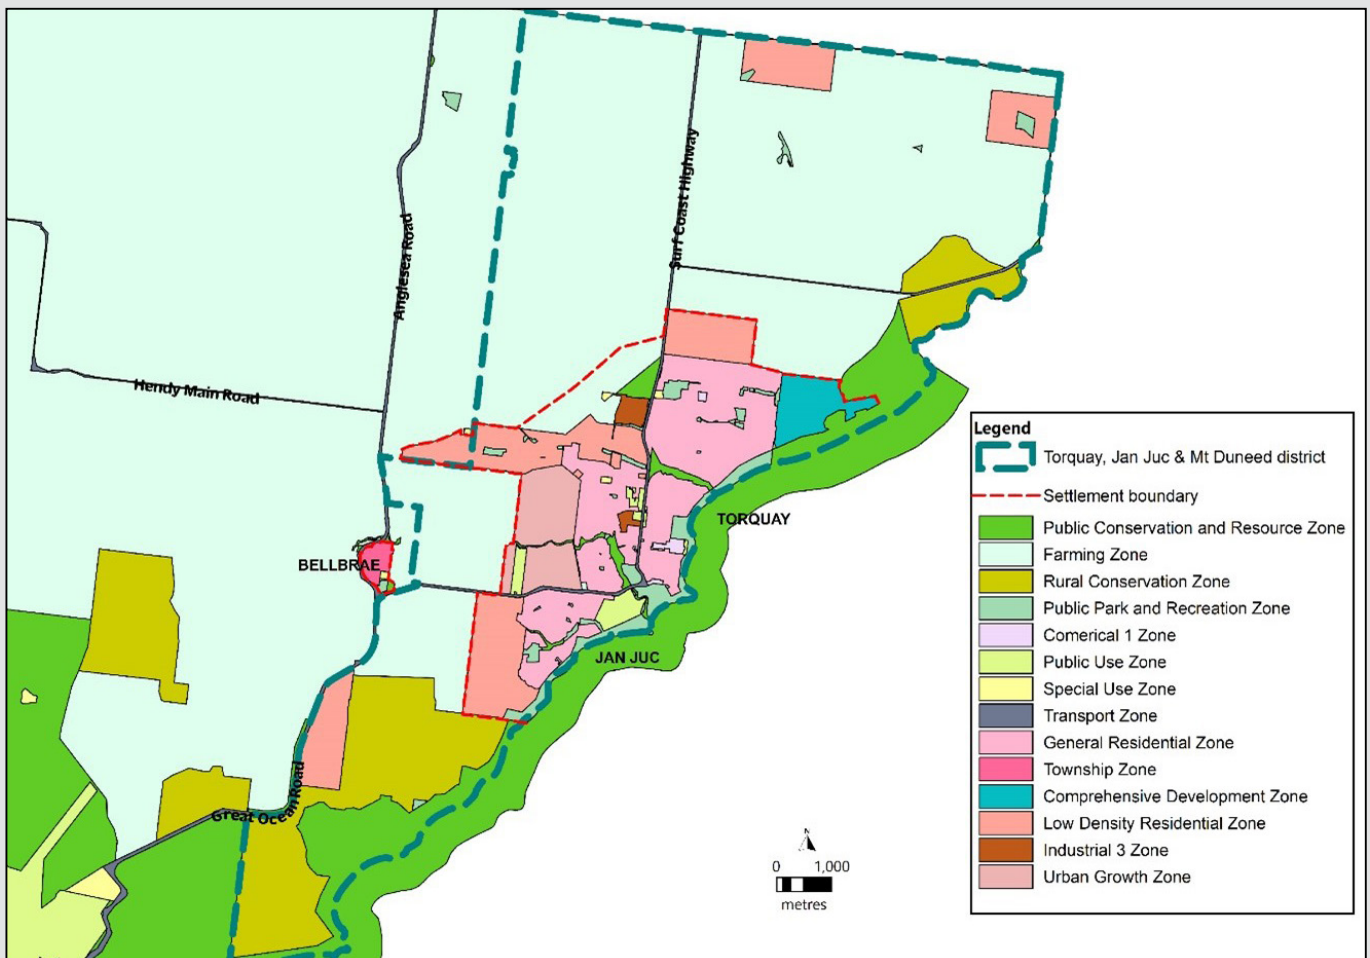 Surf Coast Highway
Anglesea Road
Hendy Main Road
TORQUAY
BELLBRAE
JAN JUC
Great Ocean Road
Legend
Torquay, Jan Juc & Mt Duneed district
Settlement boundary
Public Conservation and Resource Zone
Farming Zone
Rural Conservation Zone
Public Park and Recreation Zone
Comerical 1 Zone
Public Use Zone
Special Use Zone
Transport Zone
General Residential Zone
Township Zone
Comprehensive Development Zone
Low Density Residential Zone
Industrial 3 Zone
Urban Growth Zone
N
0 1,000
metres